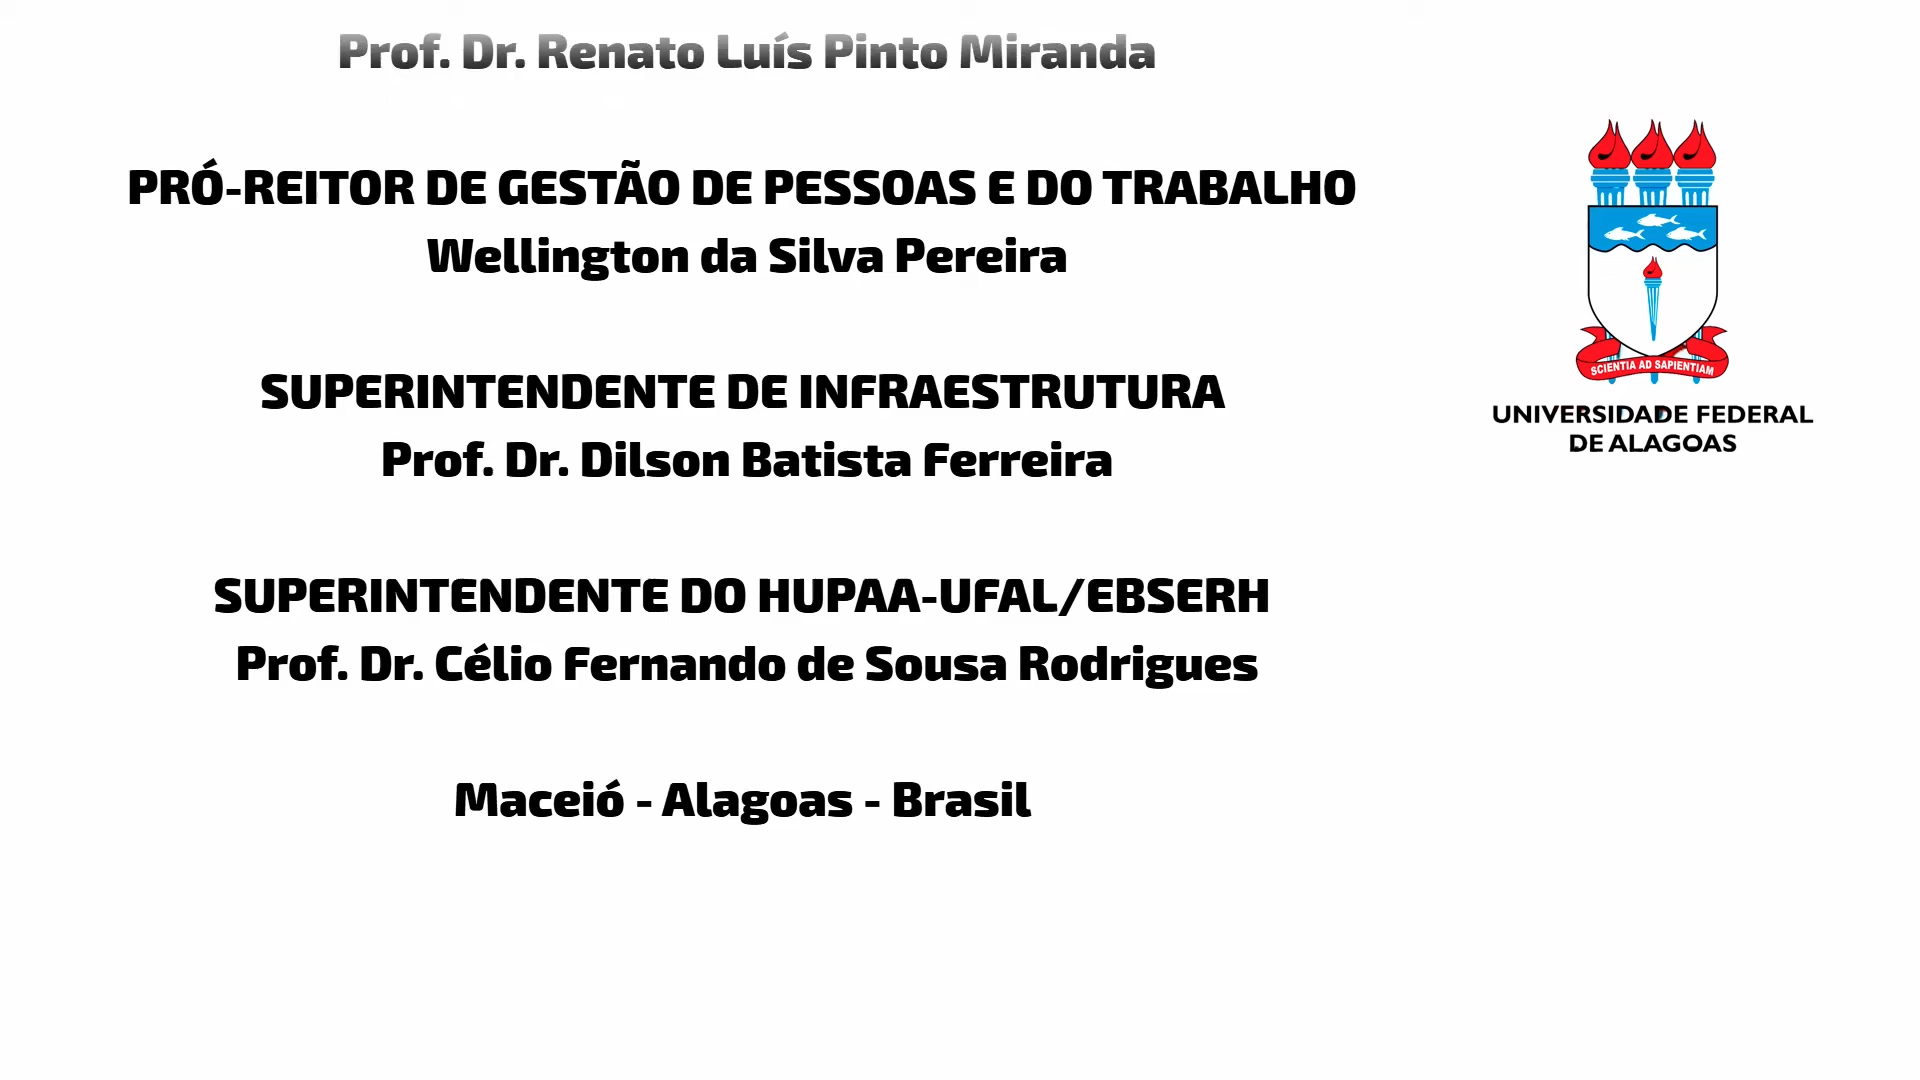 Prof. Dr. Renato Luís Pinto Miranda
PRÓ-REITOR DE GESTÃO DE PESSOAS E DO TRABALHO
Wellington da Silva Pereira
SUPERINTENDENTE DE INFRAESTRUTURA
Prof. Dr. Dilson Batista Ferreira
SUPERINTENDENTE DO HUPAA-UFAL/EBSERH
Prof. Dr. Célio Fernando de Sousa Rodrigues
Maceió - Alagoas - Brasil
SCIENTIA AD SAPIENTIAM
UNIVERSIDADE FEDERAL
DE ALAGOAS